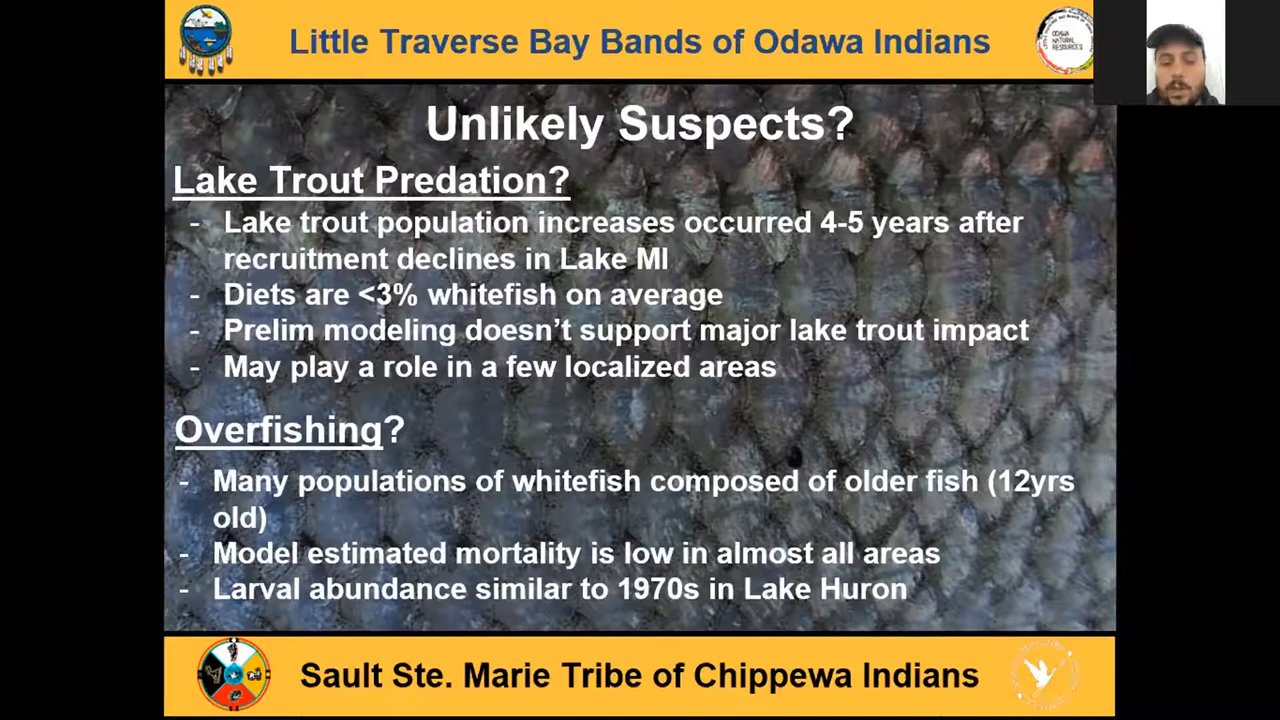 Little Traverse Bay Bands of Odawa Indians
ODAWA
NATURAL
RESOURCES
Unlikely Suspects?
Lake Trout Predation?
- Lake trout population increases occurred 4-5 years after
recruitment declines in Lake MI
- Diets are <3% whitefish on average
- Prelim modeling doesn't support major lake trout impact
- May play a role in a few localized areas
Overfishing?
- Many populations of whitefish composed of older fish (12yrs
old)
- Model estimated mortality is low in almost all areas
- Larval abundance similar to 1970s in Lake Huron
Sault Ste. Marie Tribe of Chippewa Indians